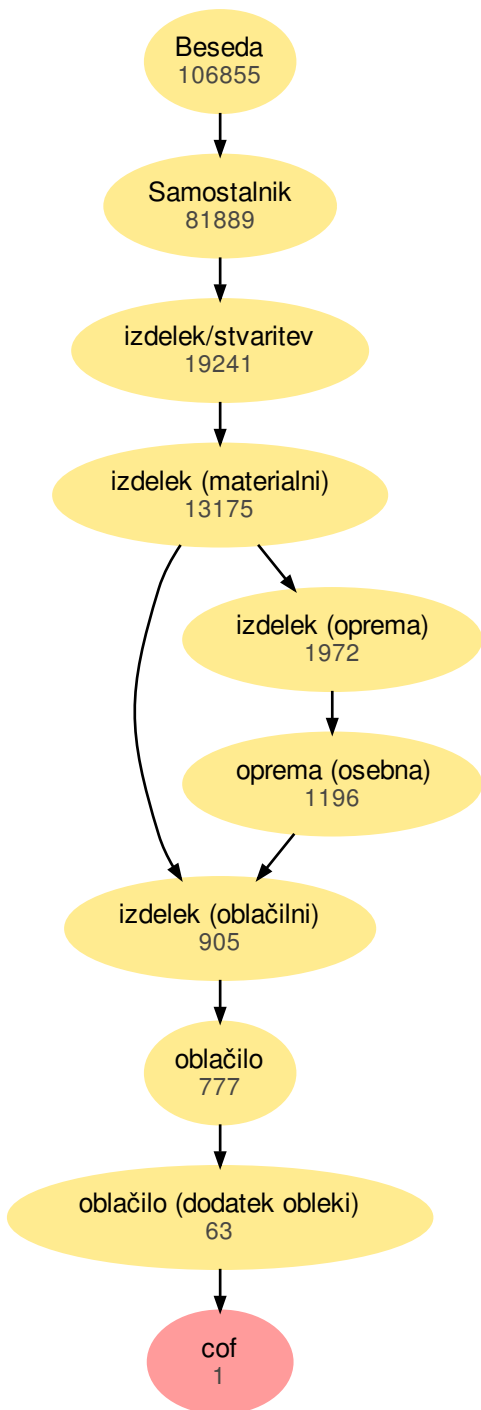 Beseda
106855
Samostalnik
81889
izdelek/stvaritev
19241
izdelek (materialni)
13175
izdelek (oprema)
1972
oprema (osebna)
1196
izdelek (oblačilni)
905
oblačilo
777
oblačilo (dodatek obleki)
63
cof
1